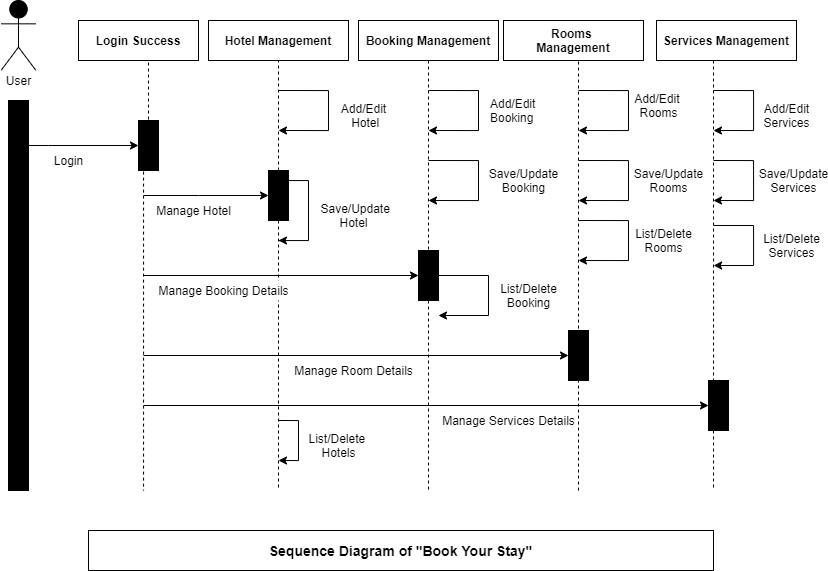 User
Login Success
Hotel Management
Booking Management
Rooms
Management
Services Management
Add/Edit
Hotel
Add/Edit
Booking
Add/Edit
Rooms
Add/Edit
Services
Login
Save/Update
Booking
Save/Update
Rooms
Save/Update
Services
Manage Hotel
Save/Update
Hotel
List/Delete
Rooms
List/Delete
Services
Manage Booking Details
List/Delete
Booking
Manage Room Details
Manage Services Details
List/Delete
Hotels
Sequence Diagram of "Book Your Stay"